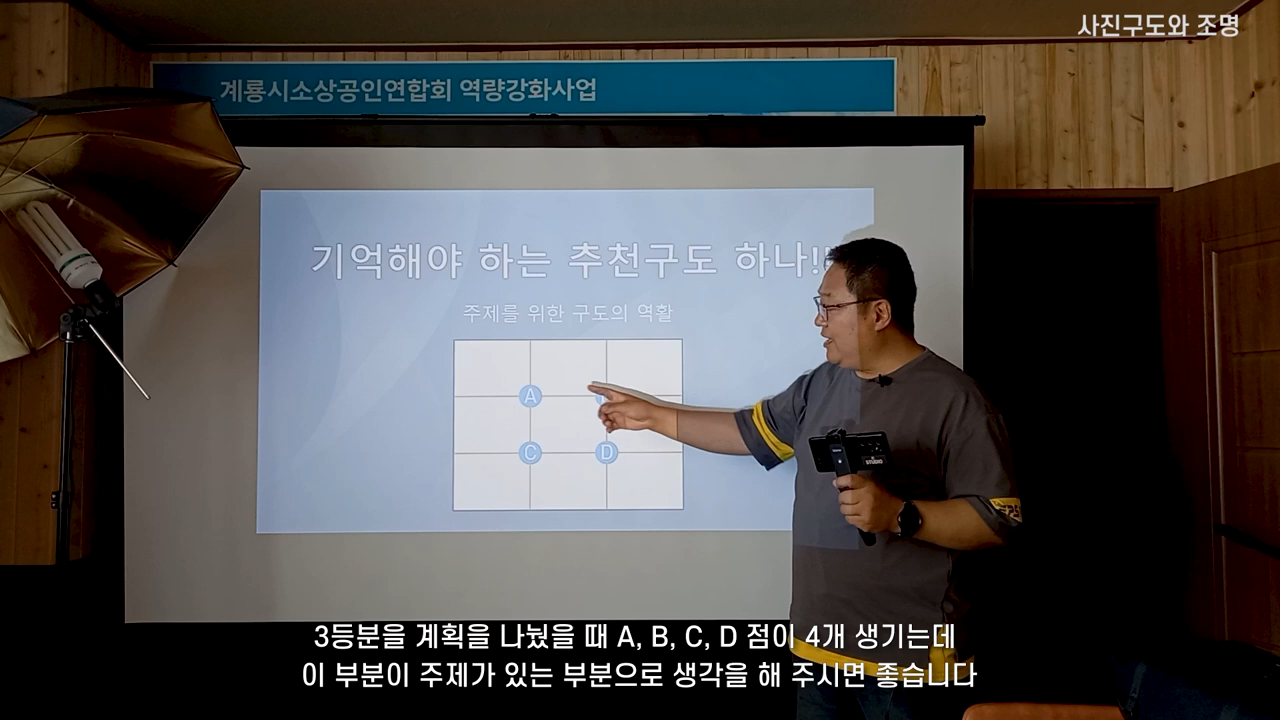 사진구도와 조명
계룡시소상공인연합회 역량강화사업
기억해야 하는 추천구도 하나!!
주제를 위한 구도의 역활
A
C
D
STUDIO
3등분을 계획을 나눴을 때 A, B, C, D 점이 4개 생기는데
이 부분이 주제가 있는 부분으로 생각을 해 주시면 좋습니다